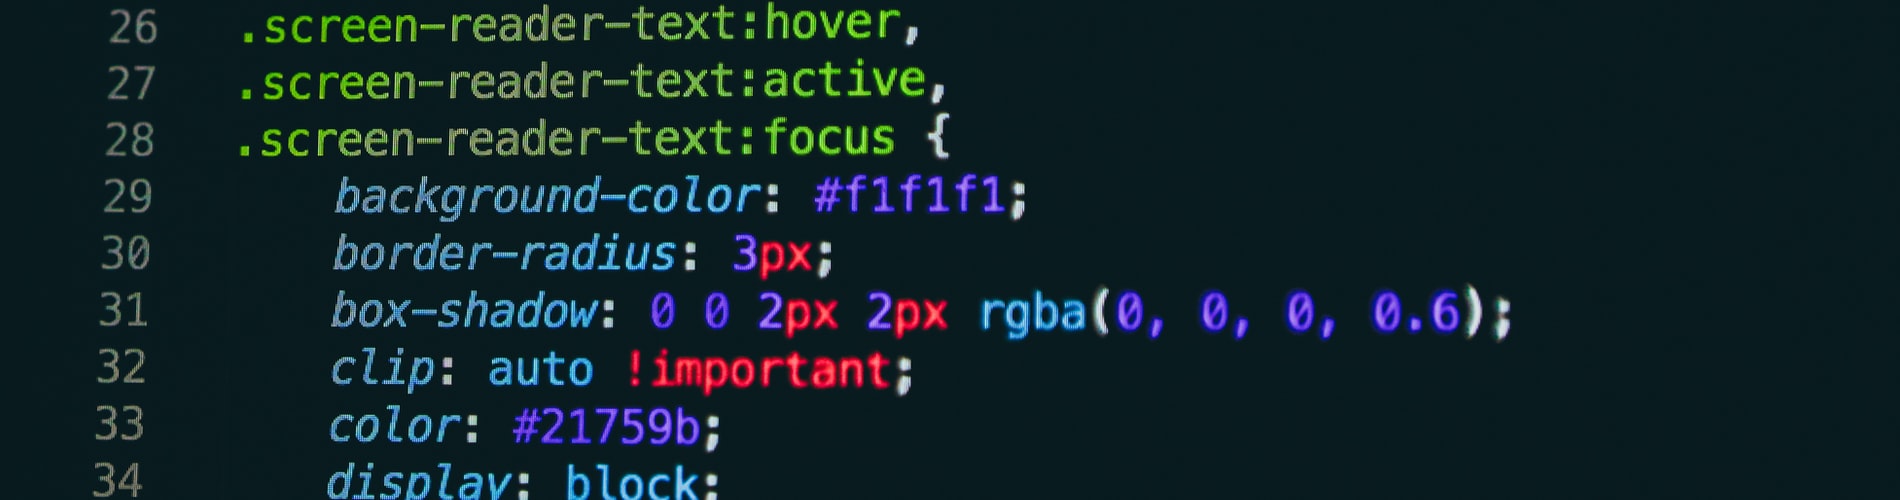 26 .screen-reader-text:hover,
27 .screen-reader-text:active,
28 .screen-reader-text:focus {
29 background-color: #f1f1f1;
30 border-radius: 3px;
31 box-shadow: 0 0 2px 2px rgba(0, 0, 0, 0.6);
32 clip: auto !important;
33 color: #21759b;
34 display: block;